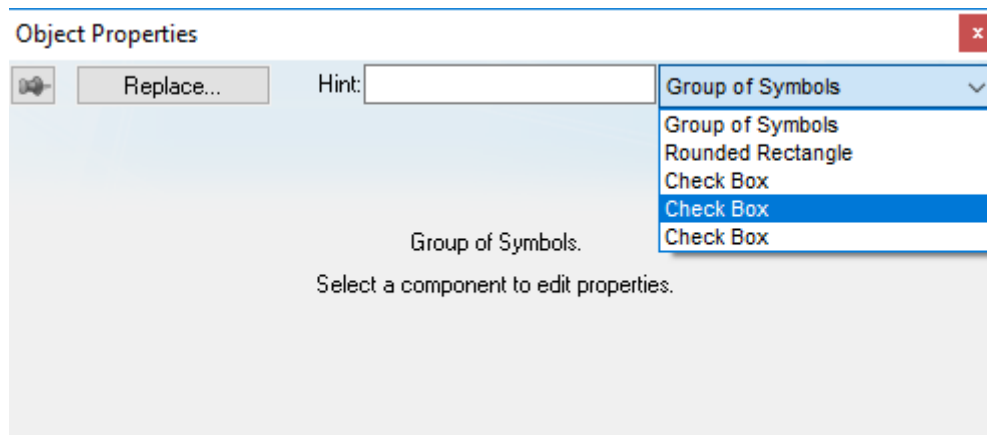 Object Properties
x
Replace...
Hint:
Group of Symbols
Group of Symbols
Rounded Rectangle
Check Box
Check Box
Check Box
Group of Symbols.
Select a component to edit properties.